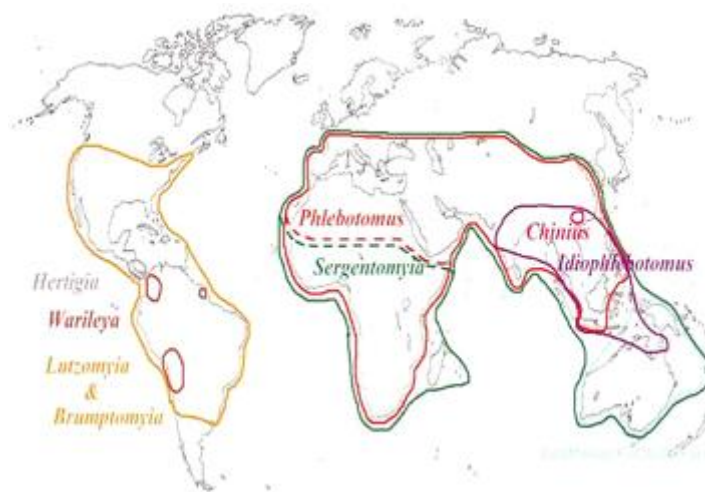 Phlebotomus
Chinius
Sergentomyia
Idiophlebotomus
Hertigia
Warileya
Lutzomyia
&
Brumptomyia